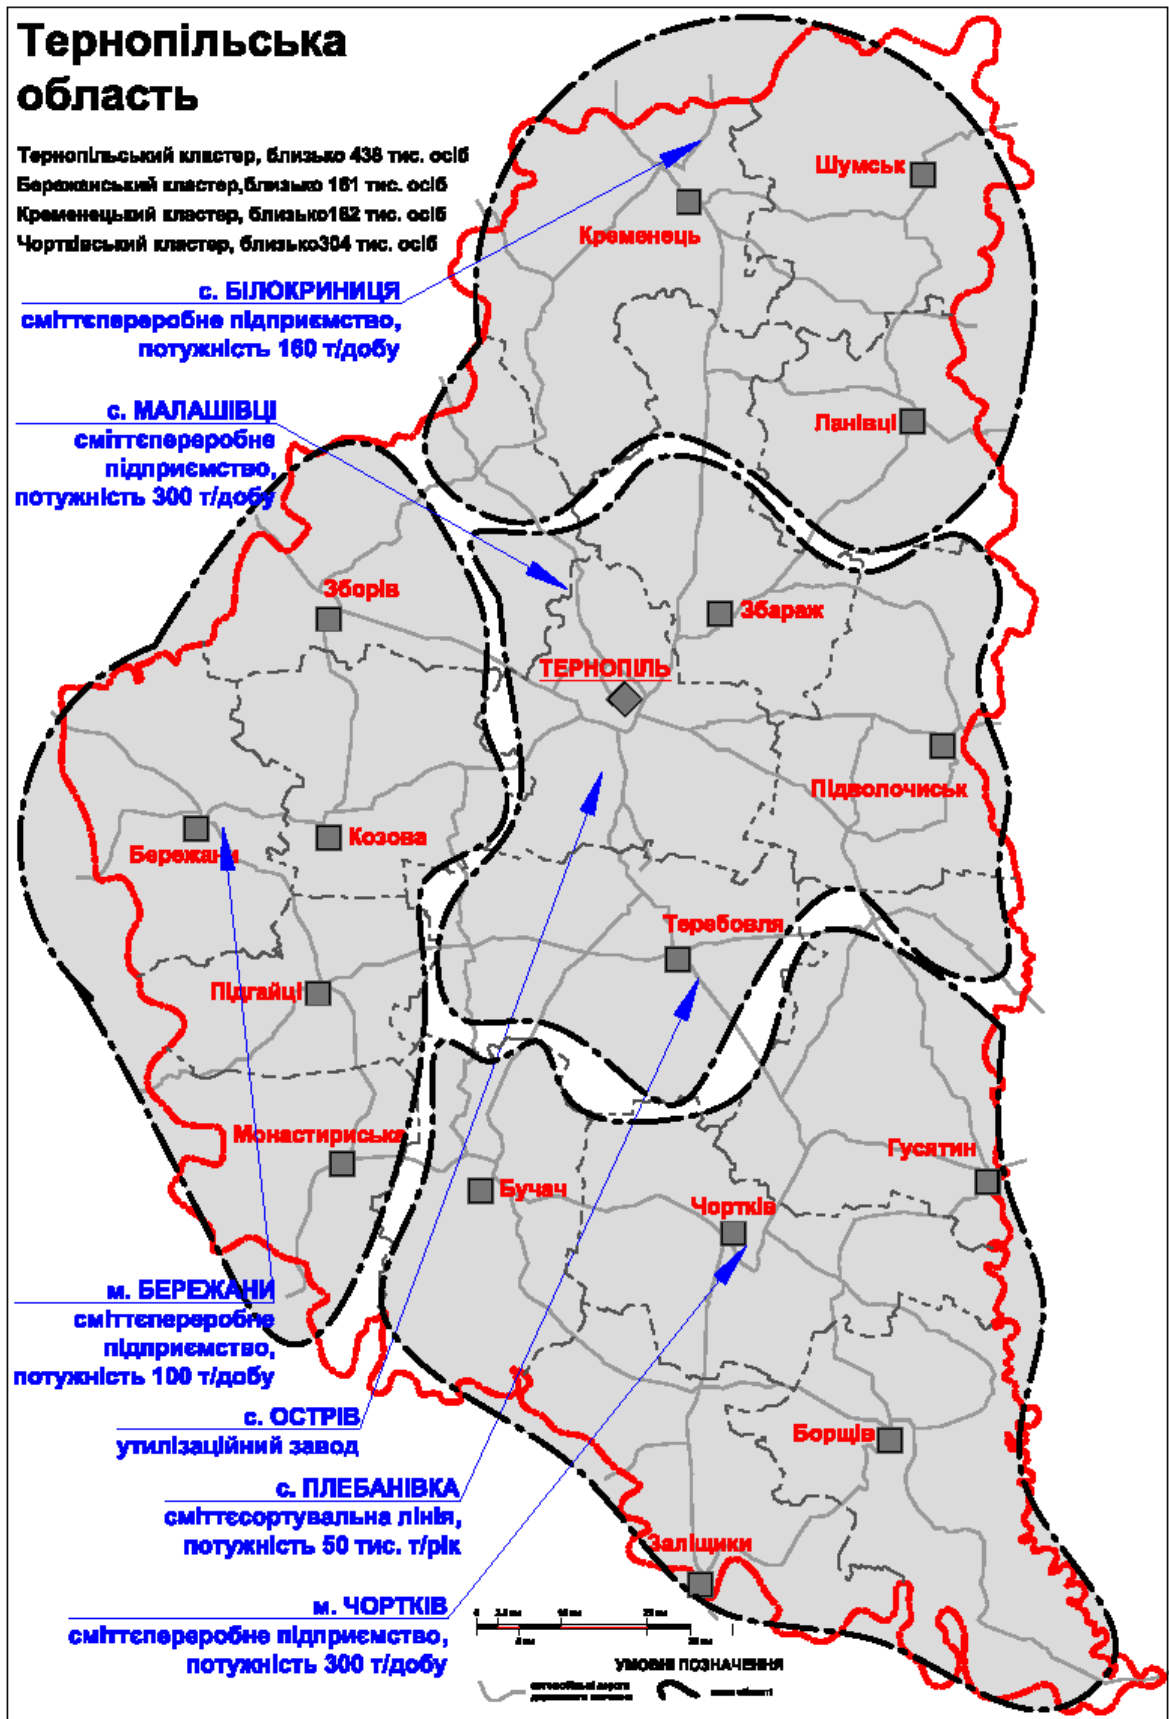 Тернопільська
область
Тернопільський кластер, близько 438 тис. осіб
Бережанський кластер,близько 161 тис. осіб
Кременецький кластер, близько162 тис. осіб
Чортківський кластер, близько304 тис. осіб
Шумськ
Кременець
с. БІЛОКРИНИЦЯ
сміттєпереробне підприємство,
потужність 160 т/добу
с. МАЛАШІВЦІ
сміттєпереробне
підприємство,
потужність 300 т/добу
Ланівці
Зборів
Збараж
ТЕРНОПІЛЬ
Підволочиськ
Козова
Бережани
Теребовля
Підгайці
Монастириська
Гусятин
Бучач
Чортків
м. БЕРЕЖАНИ
сміттєпереробне
підприємство,
потужність 100 т/добу
с. ОСТРІВ
утилізаційний завод
Борщів
с. ПЛЕБАНІВКА
сміттєсортувальна лінія,
потужність 50 тис. т/рік
Заліщики
м. ЧОРТКІВ
сміттєпереробне підприємство,
потужність 300 т/добу
УМОВНІ ПОЗНАЧЕННЯ